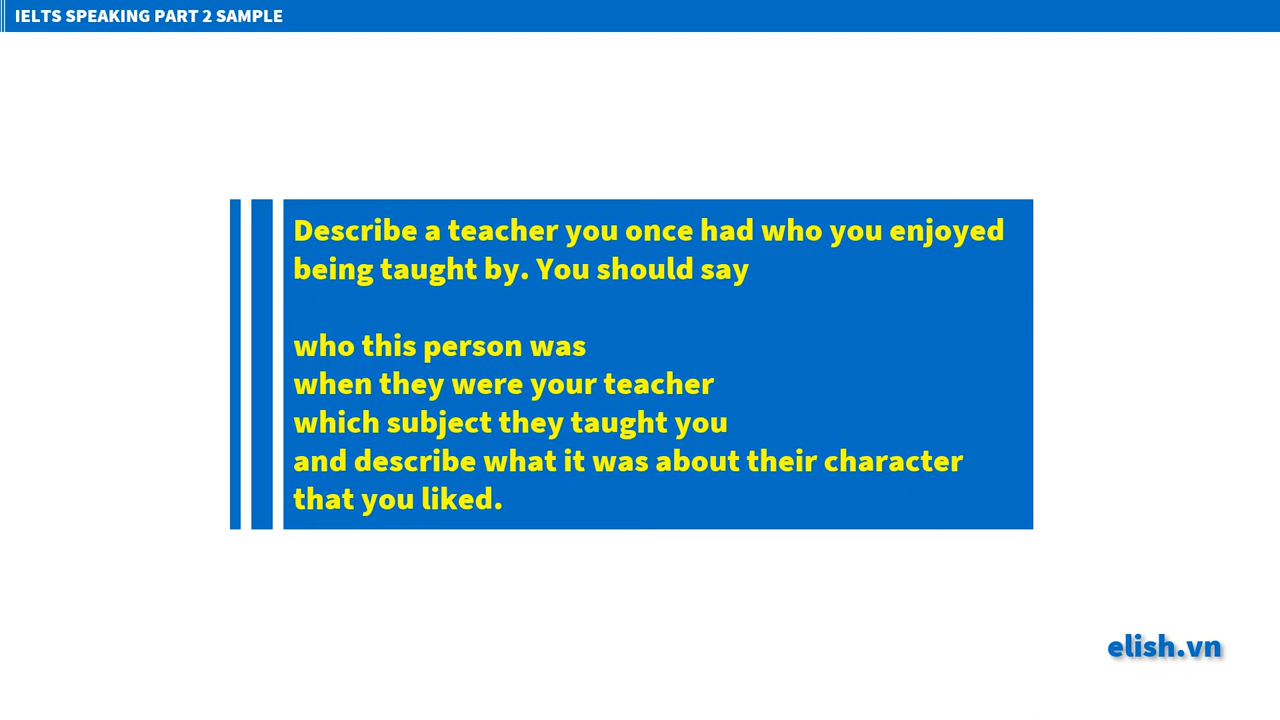 IELTS SPEAKING PART 2 SAMPLE
Describe a teacher you once had who you enjoyed
being taught by. You should say
who this person was
when they were your teacher
which subject they taught you
and describe what it was about their character
that you liked.
elish.vn